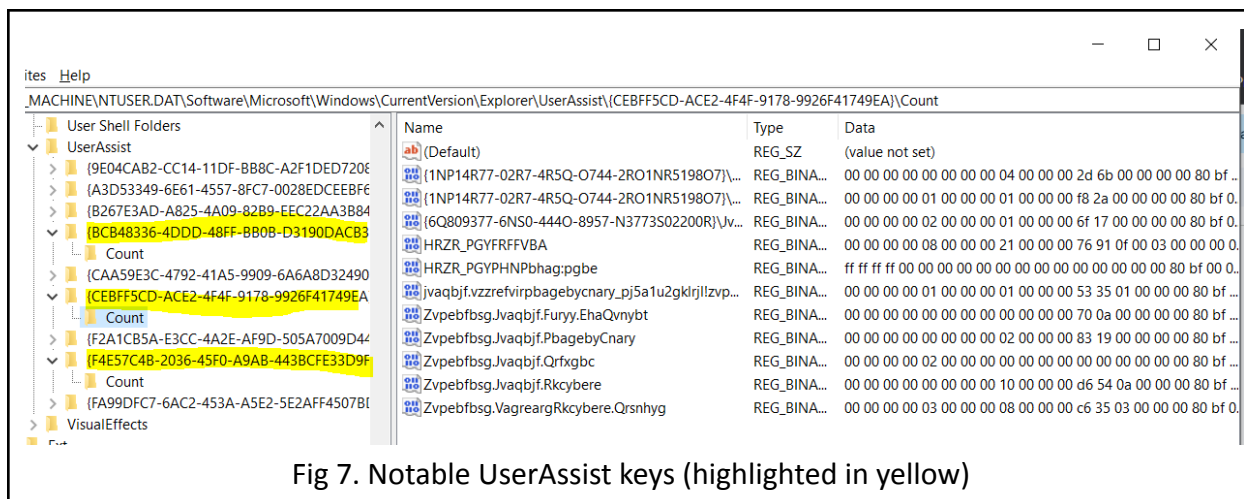 ites Help
_MACHINE\NTUSER.DAT\Software\Microsoft\Windows\CurrentVersion\Explorer\UserAssist\{CEBFF5CD-ACE2-4F4F-9178-9926F41749EA}\Count
User Shell Folders
UserAssist
{9E04CAB2-CC14-11DF-BB8C-A2F1DED7208
{A3D53349-6E61-4557-8FC7-0028EDCEEBF6
{B267E3AD-A825-4A09-82B9-EEC22AA3B84
{BCB48336-4DDD-48FF-BB0B-D3190DACB3
Count
{CAA59E3C-4792-41A5-9909-6A6A8D32490
{CEBFF5CD-ACE2-4F4F-9178-9926F41749EA
Count
{F2A1CB5A-E3CC-4A2E-AF9D-505A7009D44
{F4E57C4B-2036-45F0-A9AB-443BCFE33D9F
Count
{FA99DFC7-6AC2-453A-A5E2-5E2AFF4507BD
VisualEffects
Ext
Name Type Data
(Default) REG_SZ (value not set)
{1NP14R77-02R7-4R5Q-O744-2RO1NR5198O7}\... REG_BINA... 00 00 00 00 00 00 00 00 04 00 00 00 2d 6b 00 00 00 00 80 bf ...
{1NP14R77-02R7-4R5Q-O744-2RO1NR5198O7}\... REG_BINA... 00 00 00 00 01 00 00 00 01 00 00 00 f8 2a 00 00 00 00 80 bf 0.
{6Q809377-6NS0-444O-8957-N3773S02200R}\Jv... REG_BINA... 00 00 00 00 02 00 00 00 01 00 00 00 6f 17 00 00 00 00 80 bf 0.
HRZR_PGYFRFFVBA REG_BINA... 00 00 00 00 08 00 00 00 21 00 00 00 76 91 0f 00 03 00 00 00 0.
HRZR_PGYPHNPbhag:pgbe REG_BINA... ff ff ff ff 00 00 00 00 00 00 00 00 00 00 00 00 00 00 80 bf 00 0..
jvaqbjf.vzzrefvirpbagebycnary_pj5a1u2gklrjl!zvp... REG_BINA... 00 00 00 00 01 00 00 00 01 00 00 00 53 35 01 00 00 00 80 bf ...
Zvpebfbsg.Jvaqbjf.Furyy.EhaQvnybt REG_BINA... 00 00 00 00 00 00 00 00 00 00 00 00 70 0a 00 00 00 00 80 bf ...
Zvpebfbsg.Jvaqbjf.PbagebyCnary REG_BINA... 00 00 00 00 00 00 00 00 02 00 00 00 83 19 00 00 00 00 80 bf ...
Zvpebfbsg.Jvaqbjf.Qrfxgbc REG_BINA... 00 00 00 00 02 00 00 00 00 00 00 00 00 00 00 00 00 00 80 bf ...
Zvpebfbsg.Jvaqbjf.Rkcybere REG_BINA... 00 00 00 00 00 00 00 00 10 00 00 00 d6 54 0a 00 00 00 80 bf ...
Zvpebfbsg.VagreargRkcybere.Qrsnhyg REG_BINA... 00 00 00 00 03 00 00 00 08 00 00 00 c6 35 03 00 00 00 80 bf 0.
Fig 7. Notable UserAssist keys (highlighted in yellow)